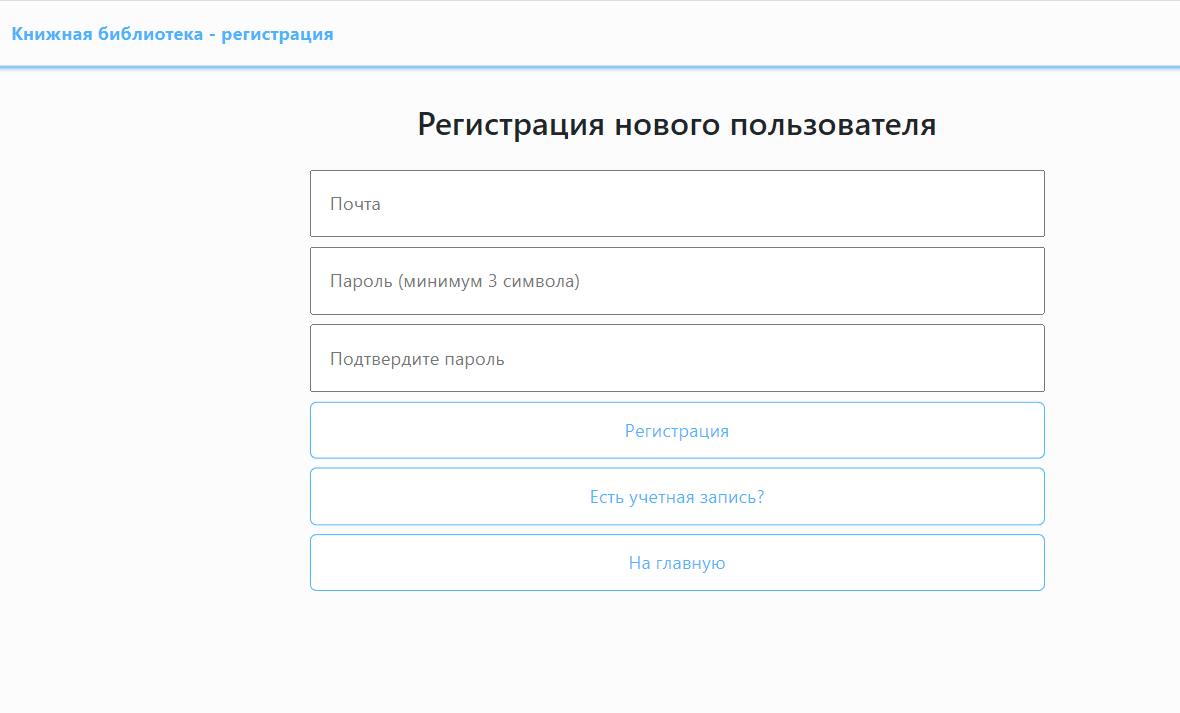 Книжная библиотека - регистрация
Регистрация нового пользователя
Почта
Пароль (минимум 3 символа)
Подтвердите пароль
Регистрация
Есть учетная запись?
На главную